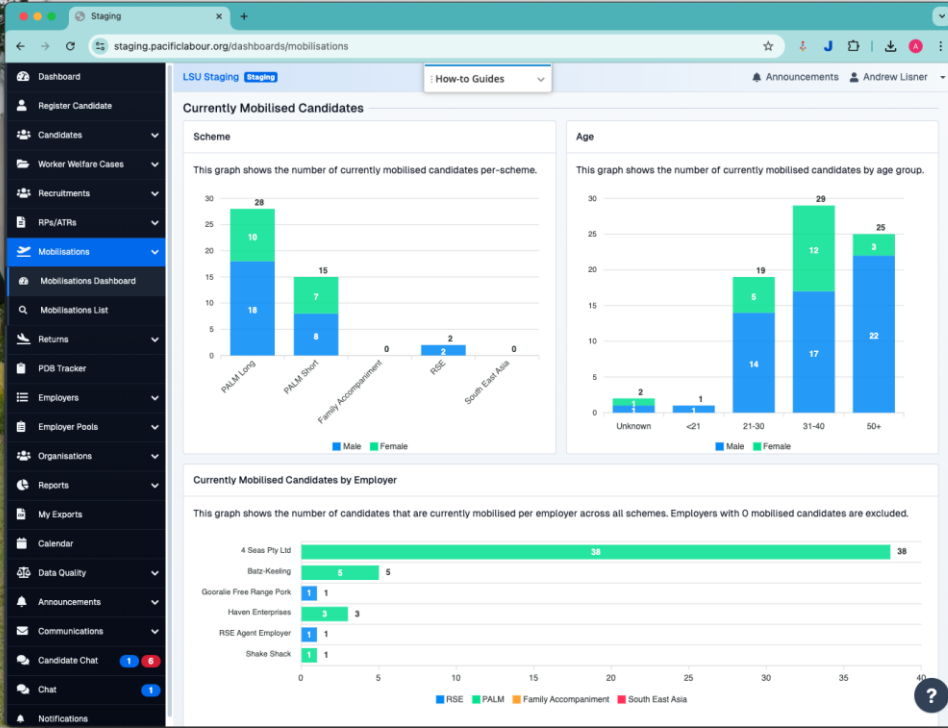 Staging
staging.pacificlabour.org/dashboards/mobilisations
A
Dashboard
Register Candidate
Candidates
Worker Welfare Cases
Recruitments
RPs/ATRs
Mobilisations
Mobilisations Dashboard
Mobilisations List
Returns
PDB Tracker
Employers
Employer Pools
Organisations
Reports
My Exports
Calendar
Data Quality
Announcements
Communications
Candidate Chat 1 6
Chat 1
Notifications
LSU Staging Staging
How-to Guides
Announcements Andrew Lisner
Currently Mobilised Candidates
Scheme
This graph shows the number of currently mobilised candidates per-scheme.
30
25
20
15
10
5
0
28
10
18
15
7
8
0
2
2
0
PALM Long
PALM Short
Family Accompaniment
RSE
South East Asia
Male Female
Age
This graph shows the number of currently mobilised candidates by age group.
30
25
20
15
10
5
0
2
1
1
1
1
19
5
14
29
12
17
25
3
22
Unknown <21 21-30 31-40 50+
Male Female
Currently Mobilised Candidates by Employer
This graph shows the number of candidates that are currently mobilised per employer across all schemes. Employers with 0 mobilised candidates are excluded.
4 Seas Pty Ltd 38 38
Batz-Keeling 5 5
Gooralie Free Range Pork 1 1
Haven Enterprises 3 3
RSE Agent Employer 1 1
Shake Shack 1 1
0 5 10 15 20 25 30 35 40
RSE PALM Family Accompaniment South East Asia
?